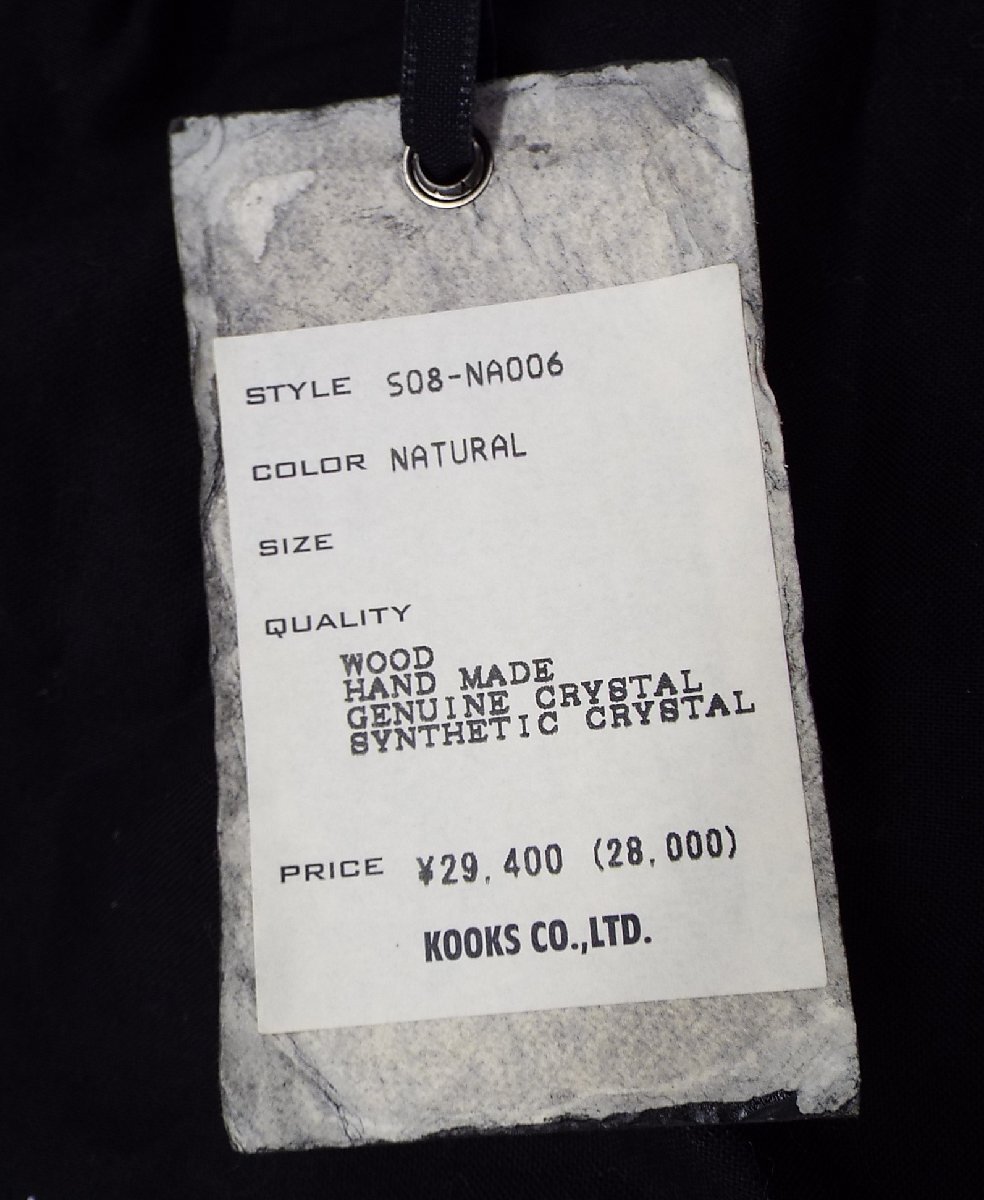 STYLE S08-NA006
COLOR NATURAL
SIZE
QUALITY
WOOD
HAND MADE
GENUINE CRYSTAL
SYNTHETIC CRYSTAL
PRICE ¥29,400 (28,000)
KOOKS CO.,LTD.